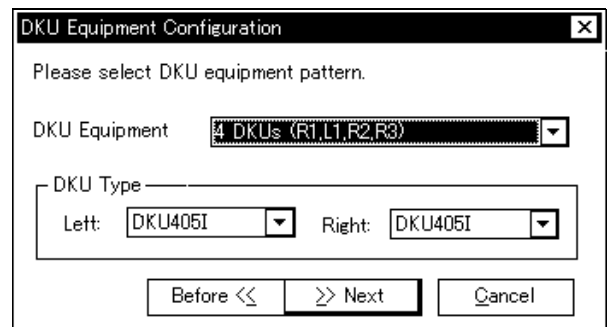 DKU Equipment Configuration
Please select DKU equipment pattern.
DKU Equipment 4 DKUs (R1,L1,R2,R3)
DKU Type
Left: DKU405I Right: DKU405I
Before << >> Next Cancel